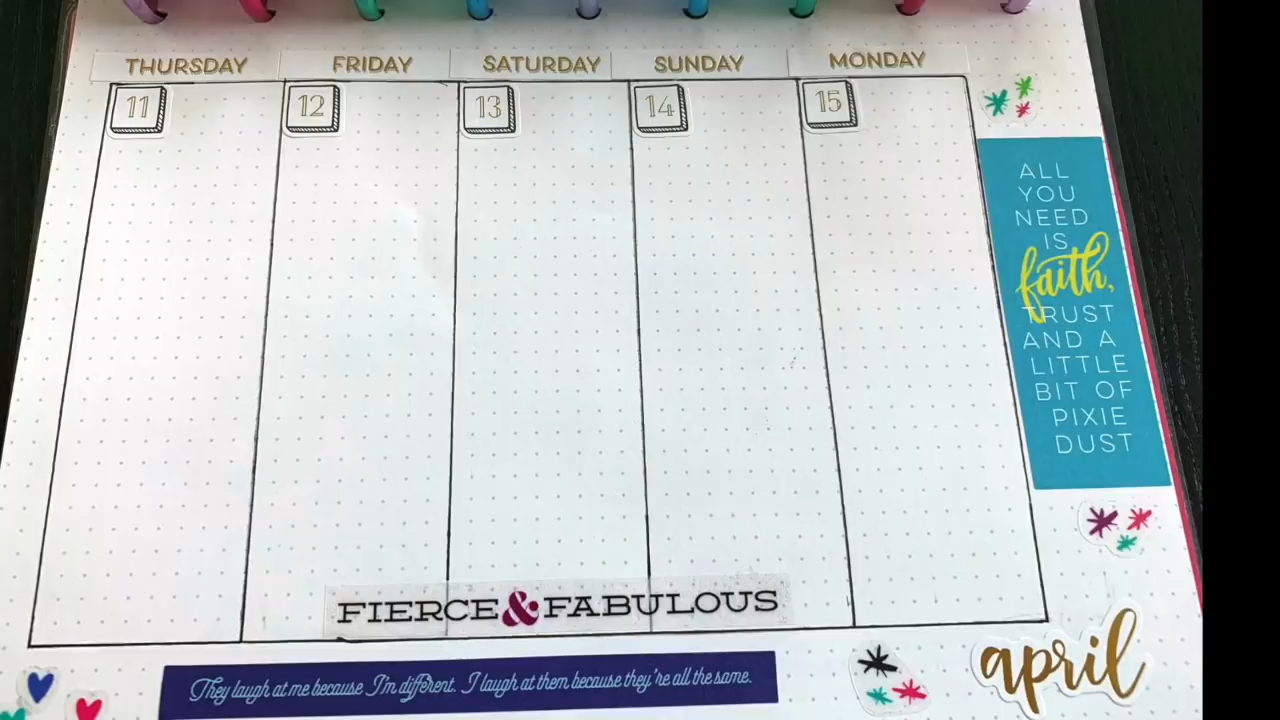 THURSDAY FRIDAY SATURDAY SUNDAY MONDAY
11 12 13 14 15
ALL
YOU
NEED
IS
faith,
TRUST
AND A
LITTLE
BIT OF
PIXIE
DUST
FIERCE & FABULOUS
april
They laugh at me because I'm different. I laugh at them because they're all the same.